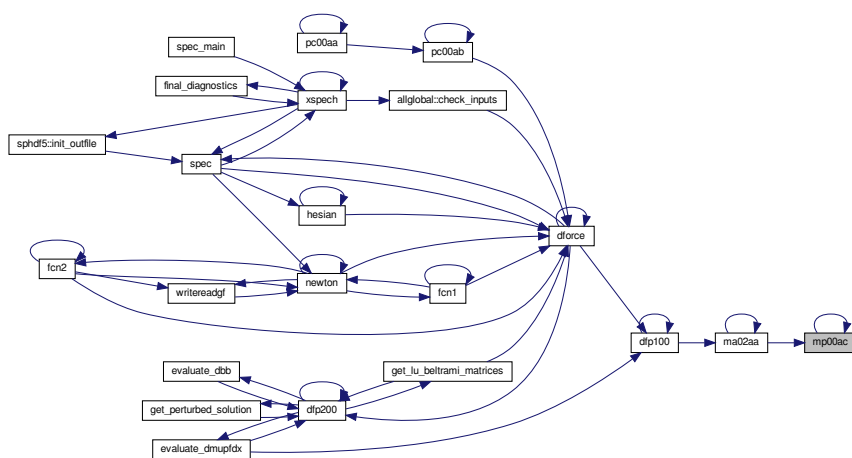 spec_main
pc00aa
pc00ab
final_diagnostics
xspech
allglobal::check_inputs
sphdf5::init_outfile
spec
hesian
dforce
fcn2
newton
writereadgf
fcn1
dfp100
ma02aa
mp00ac
evaluate_dbb
get_lu_beltrami_matrices
get_perturbed_solution
dfp200
evaluate_dmupfdx